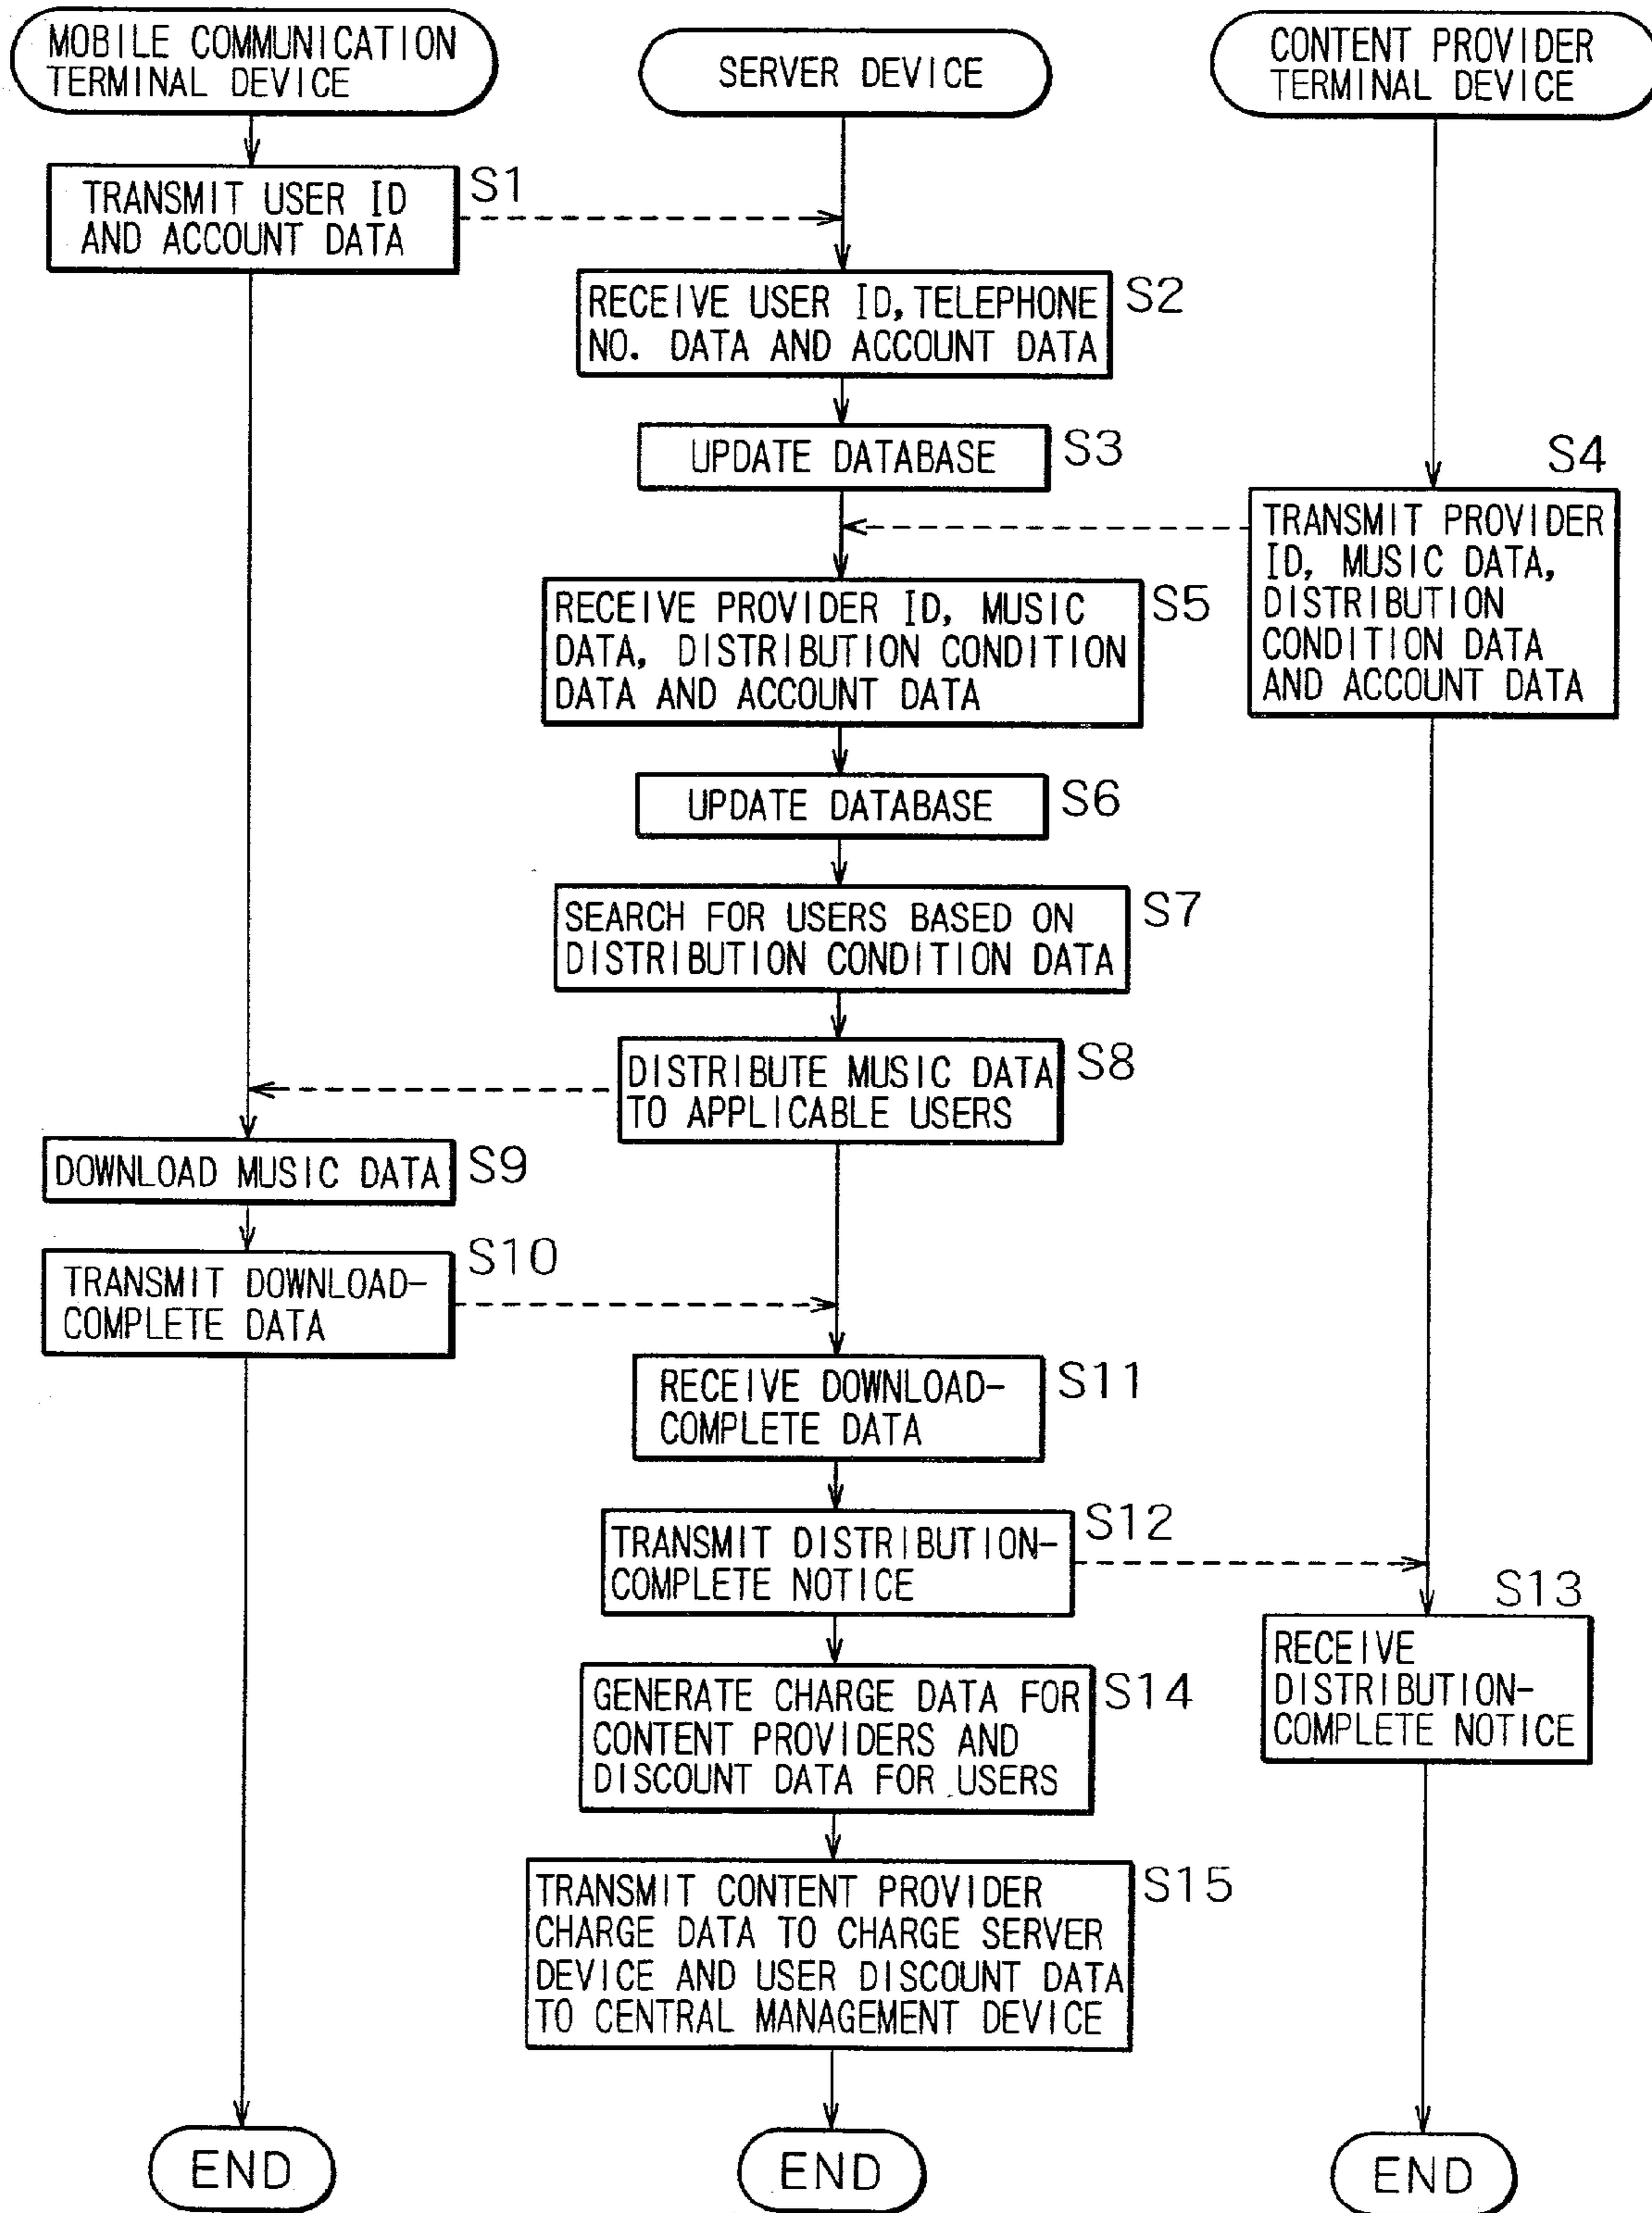 MOBILE COMMUNICATION
TERMINAL DEVICE
SERVER DEVICE
CONTENT PROVIDER
TERMINAL DEVICE
TRANSMIT USER ID
AND ACCOUNT DATA
S1
RECEIVE USER ID, TELEPHONE
NO. DATA AND ACCOUNT DATA
S2
UPDATE DATABASE
S3
S4
TRANSMIT PROVIDER
ID, MUSIC DATA,
DISTRIBUTION
CONDITION DATA
AND ACCOUNT DATA
RECEIVE PROVIDER ID, MUSIC
DATA, DISTRIBUTION CONDITION
DATA AND ACCOUNT DATA
S5
UPDATE DATABASE
S6
SEARCH FOR USERS BASED ON
DISTRIBUTION CONDITION DATA
S7
DISTRIBUTE MUSIC DATA
TO APPLICABLE USERS
S8
DOWNLOAD MUSIC DATA
S9
TRANSMIT DOWNLOAD-
COMPLETE DATA
S10
RECEIVE DOWNLOAD-
COMPLETE DATA
S11
TRANSMIT DISTRIBUTION-
COMPLETE NOTICE
S12
S13
RECEIVE
DISTRIBUTION-
COMPLETE NOTICE
GENERATE CHARGE DATA FOR
CONTENT PROVIDERS AND
DISCOUNT DATA FOR USERS
S14
TRANSMIT CONTENT PROVIDER
CHARGE DATA TO CHARGE SERVER
DEVICE AND USER DISCOUNT DATA
TO CENTRAL MANAGEMENT DEVICE
S15
END
END
END